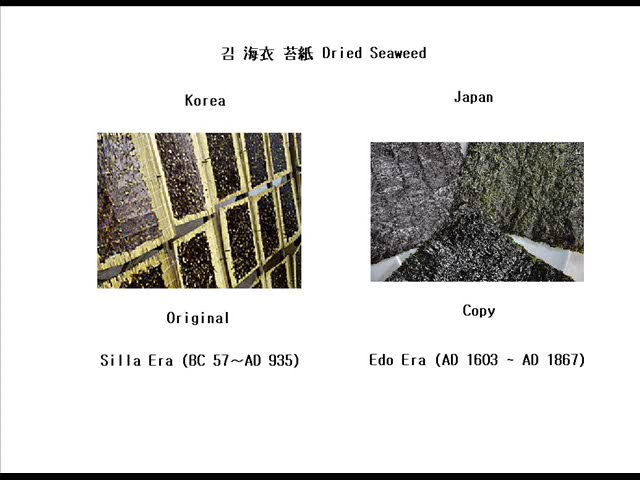 김 海衣 苔紙 Dried Seaweed
Korea
Japan
Original
Copy
Silla Era (BC 57～AD 935)
Edo Era (AD 1603 ~ AD 1867)